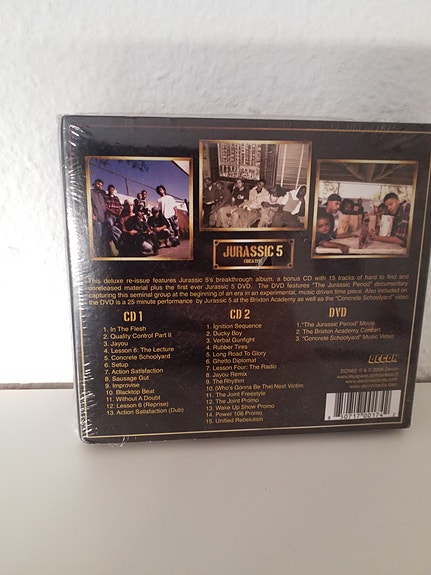 JURASSIC 5
This deluxe re-issue features Jurassic 5's breakthrough album, a bonus CD with 15 tracks of hard to find and
unreleased material plus the first ever Jurassic 5 DVD. The DVD features "The Jurassic Period" documentary
capturing this seminal group at the beginning of an era in an experimental, music driven time piece. Also included on
the DVD is a 25 minute performance by Jurassic 5 at the Brixton Academy as well as the "Concrete Schoolyard" video
CD 1
1. In The Flesh
2. Quality Control Part II
3. Jayou
4. Lesson 6: The Lecture
5. Concrete Schoolyard
6. Setup
7. Action Satisfaction
8. Sausage Gut
9. Improvise
10. Blacktop Beat
11. Without A Doubt
12. Lesson 6 (Reprise)
13. Action Satisfaction (Dub)
CD 2
1. Ignition Sequence
2. Ducky Boy
3. Verbal Gunfight
4. Rubber Tires
5. Long Road To Glory
6. Ghetto Diplomat
7. Lesson Four: The Radio
8. Jayou Remix
9. The Rhythm
10. (Who's Gonna Be The) Next Victim
11. The Joint Freestyle
12. The Joint Promo
13. Wake Up Show Promo
14. Power 106 Promo
15. Unified Rebelution
DVD
1. "The Jurassic Period" Movie
2. The Brixton Academy Concert
3. "Concrete Schoolyard" Music Video
DECON